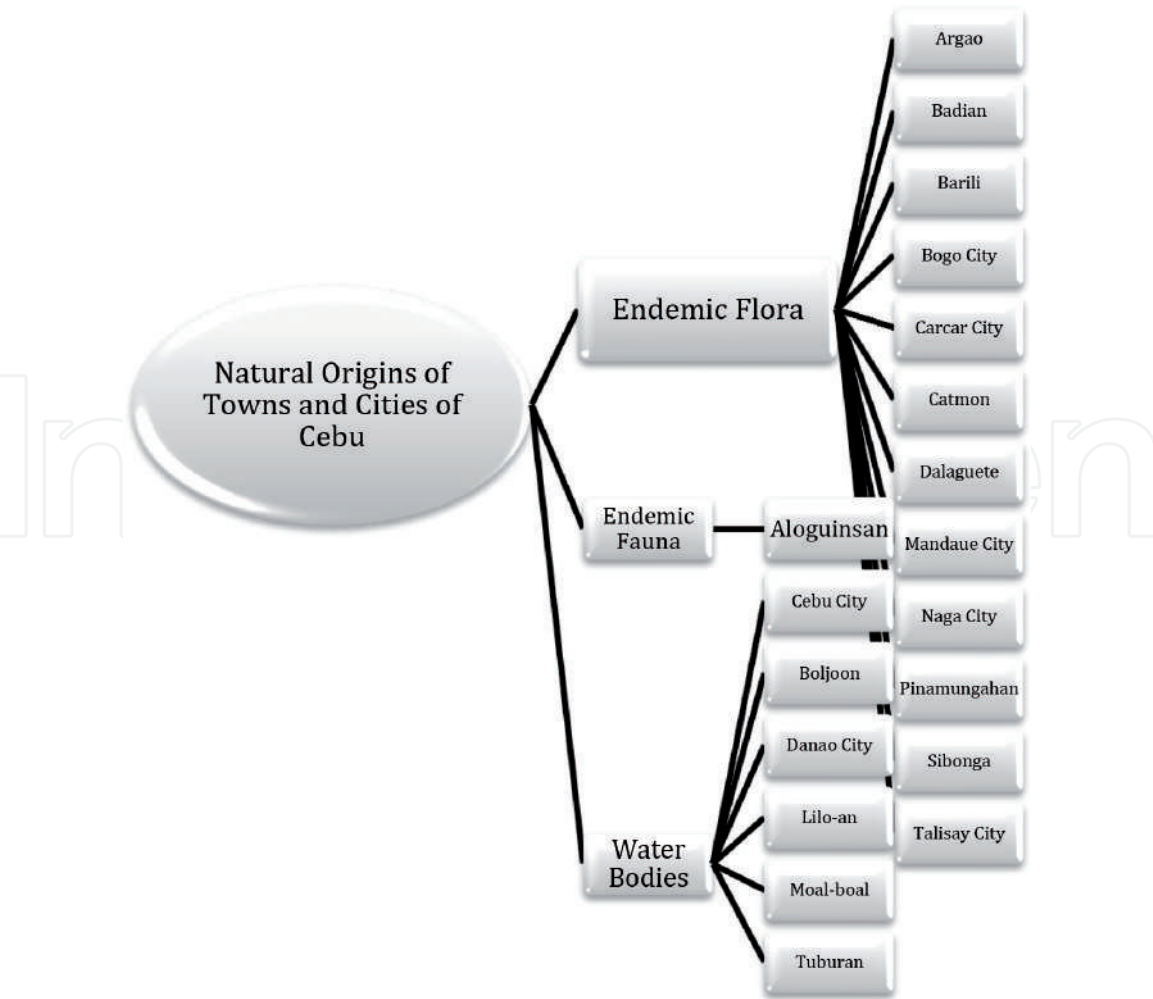 Natural Origins of
Towns and Cities of
Cebu
Endemic Flora
Argao
Badian
Barili
Bogo City
Carcar City
Catmon
Dalaguete
Mandaue City
Naga City
Pinamungahan
Sibonga
Talisay City
Endemic
Fauna
Aloguinsan
Water
Bodies
Cebu City
Boljoon
Danao City
Lilo-an
Moal-boal
Tuburan